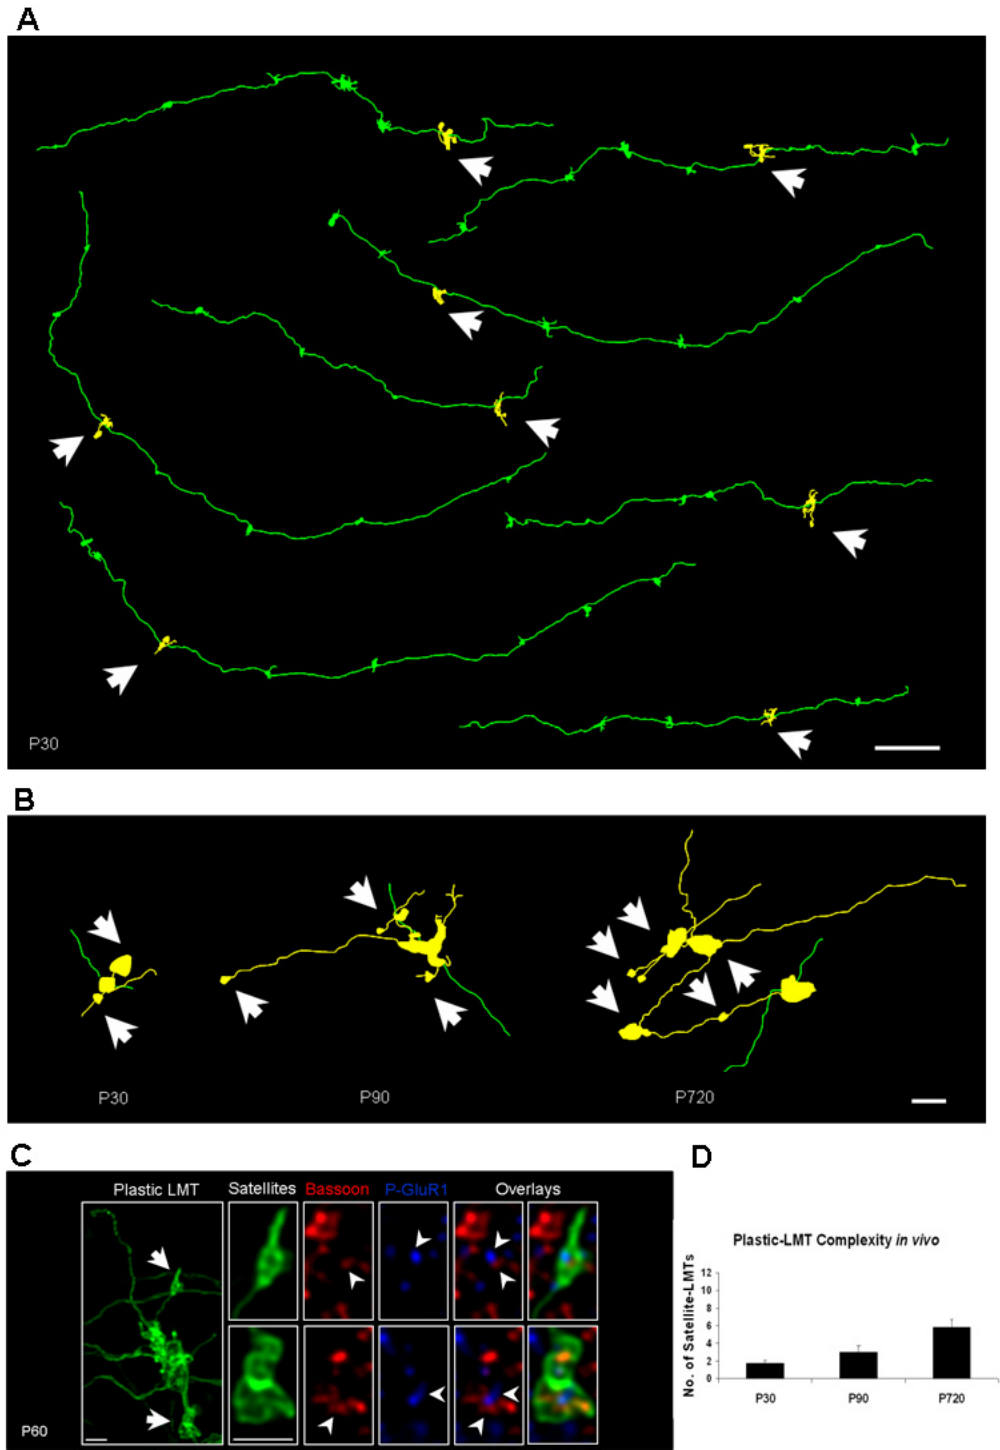 A
P30
B
P30
P90
P720
C
Plastic LMT
Satellites
Bassoon
P-GluR1
Overlays
P60
D
Plastic-LMT Complexity in vivo
No. of Satellite-LMTs
12
10
8
6
4
2
0
P30
P90
P720